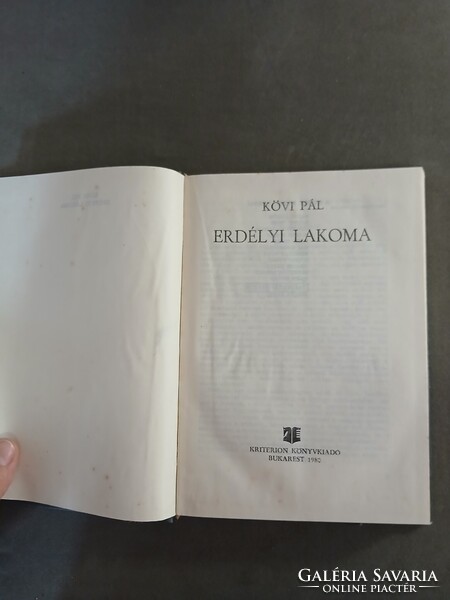 KÖVI PÁL
ERDÉLYI LAKOMA
KRITERION KÖNYVKIADÓ
BUKAREST 1980
GALÉRIA SAVARIA
ONLINE PIACTÉR